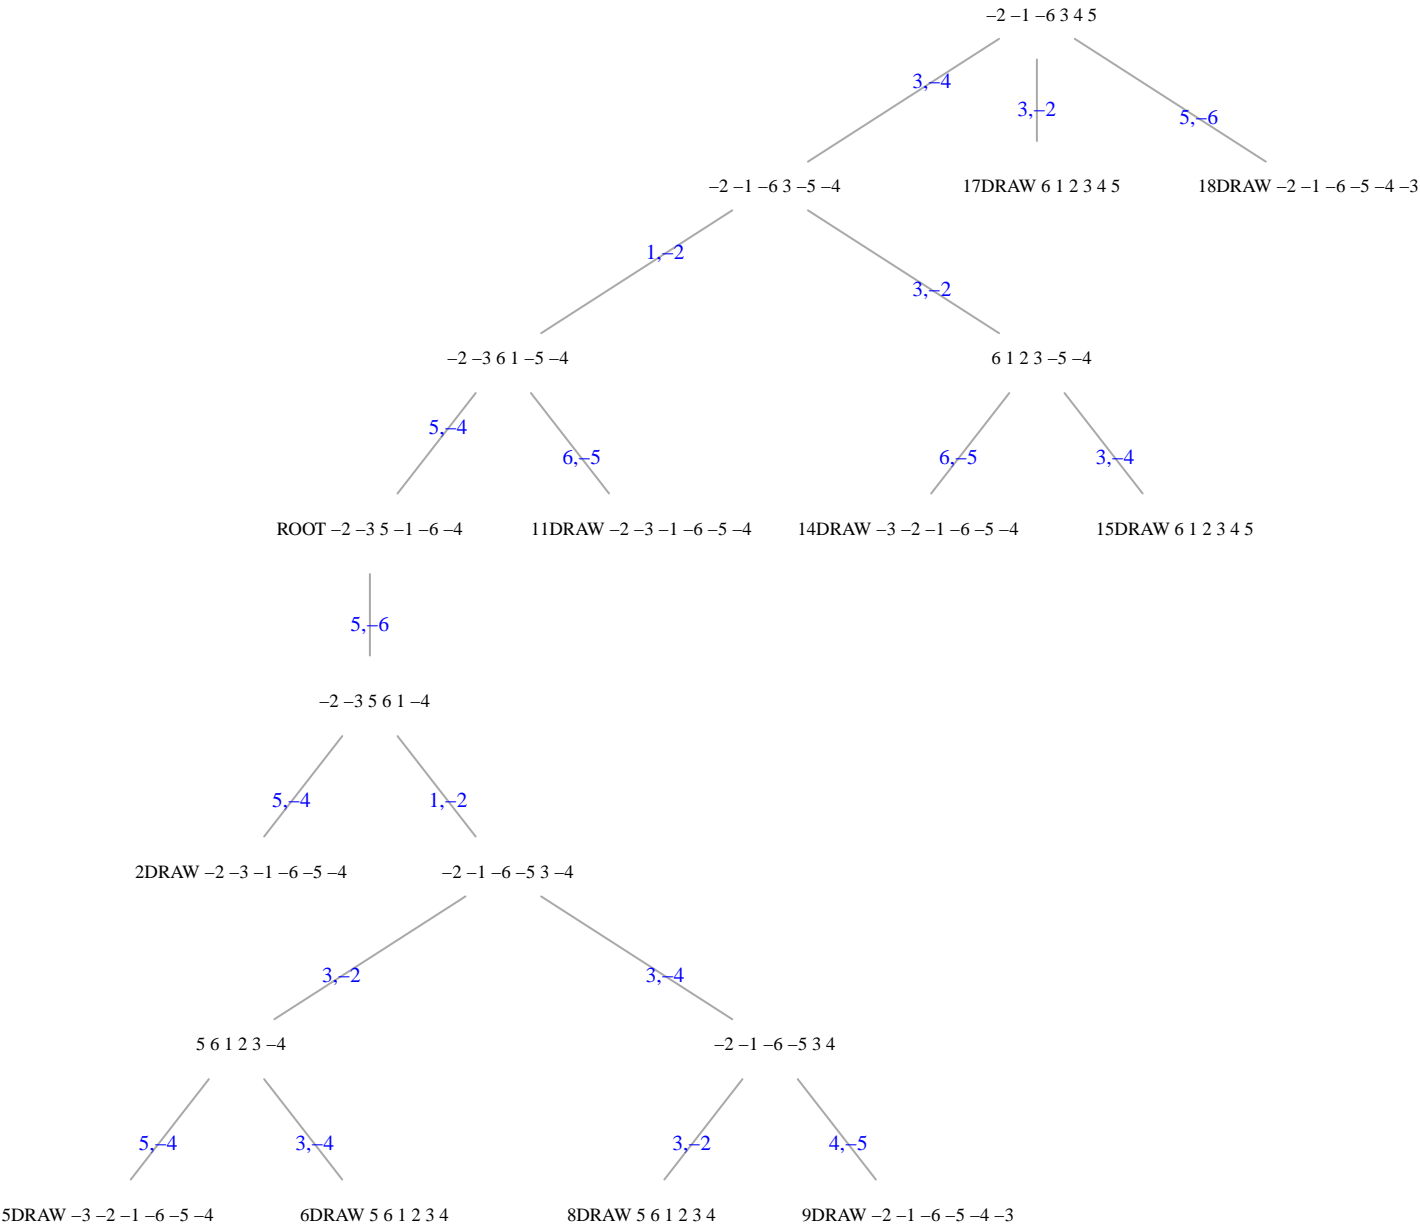 –2 –1 –6 3 4 5
3,–4
3,–2
5,–6
–2 –1 –6 3 –5 –4
17DRAW 6 1 2 3 4 5
18DRAW –2 –1 –6 –5 –4 –3
1,–2
3,–2
–2 –3 6 1 –5 –4
6 1 2 3 –5 –4
5,–4
6,–5
6,–5
3,–4
ROOT –2 –3 5 –1 –6 –4
11DRAW –2 –3 –1 –6 –5 –4
14DRAW –3 –2 –1 –6 –5 –4
15DRAW 6 1 2 3 4 5
5,–6
–2 –3 5 6 1 –4
5,–4
1,–2
2DRAW –2 –3 –1 –6 –5 –4
–2 –1 –6 –5 3 –4
3,–2
3,–4
5 6 1 2 3 –4
–2 –1 –6 –5 3 4
5,–4
3,–4
3,–2
4,–5
5DRAW –3 –2 –1 –6 –5 –4
6DRAW 5 6 1 2 3 4
8DRAW 5 6 1 2 3 4
9DRAW –2 –1 –6 –5 –4 –3